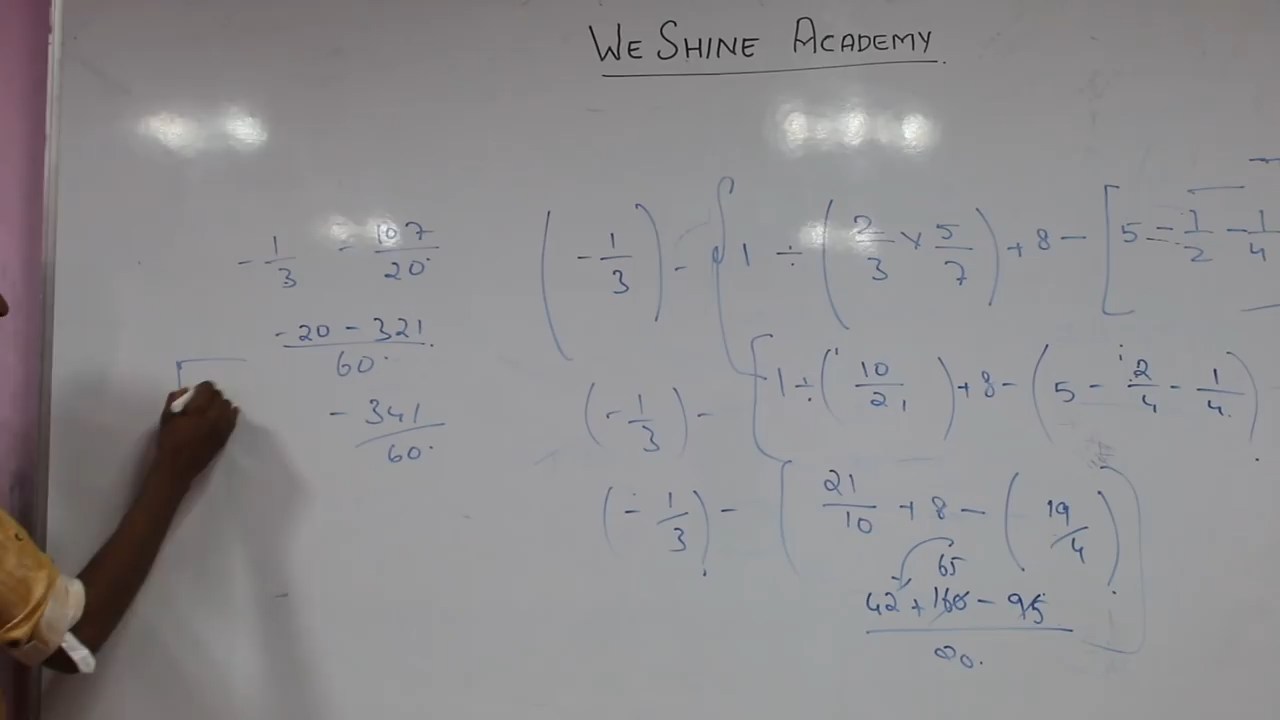 WE SHINE ACADEMY
(-1/3) - { 1 ÷ (2/3 × 5/7) + 8 - [5 - 1/2 - 1/4
(-1/3) - [1 ÷ (10/21) + 8 - (5 - 2/4 - 1/4)
(-1/3) - [21/10 + 8 - (19/4)
65
42 + 160 - 95
20.
-1/3 - 107/20
-20 - 321
60
-341/60